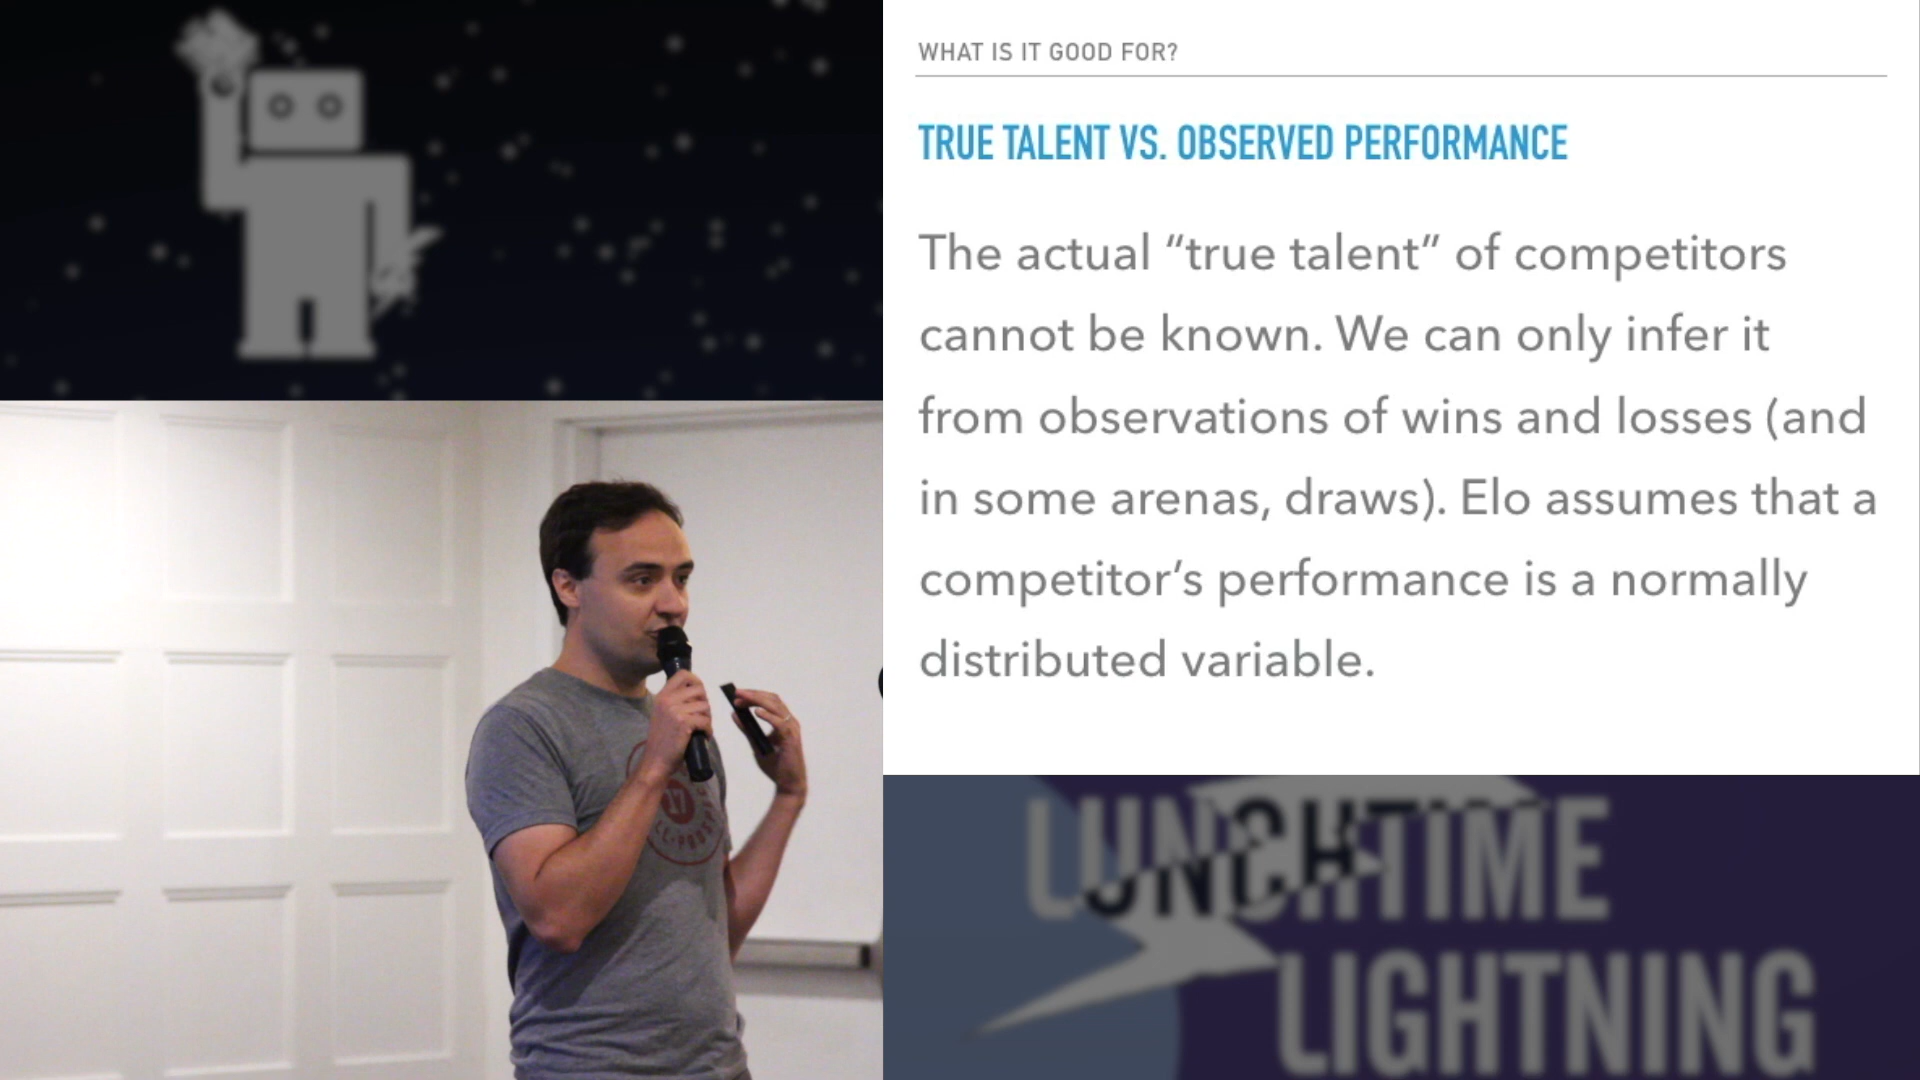 WHAT IS IT GOOD FOR?
TRUE TALENT VS. OBSERVED PERFORMANCE
The actual “true talent” of competitors
cannot be known. We can only infer it
from observations of wins and losses (and
in some arenas, draws). Elo assumes that a
competitor’s performance is a normally
distributed variable.
17
LUNCHTIME
LIGHTNING